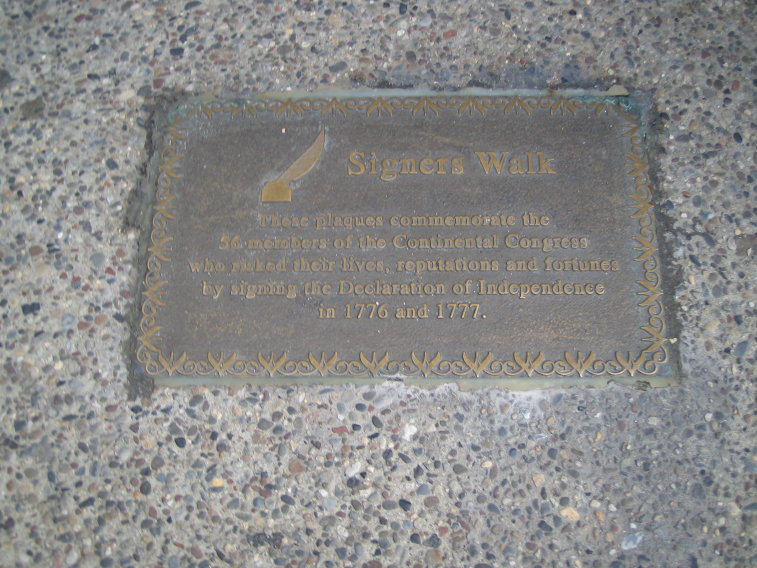 Signers Walk
These plaques commemorate the
56 members of the Continental Congress
who risked their lives, reputations and fortunes
by signing the Declaration of Independence
in 1776 and 1777.